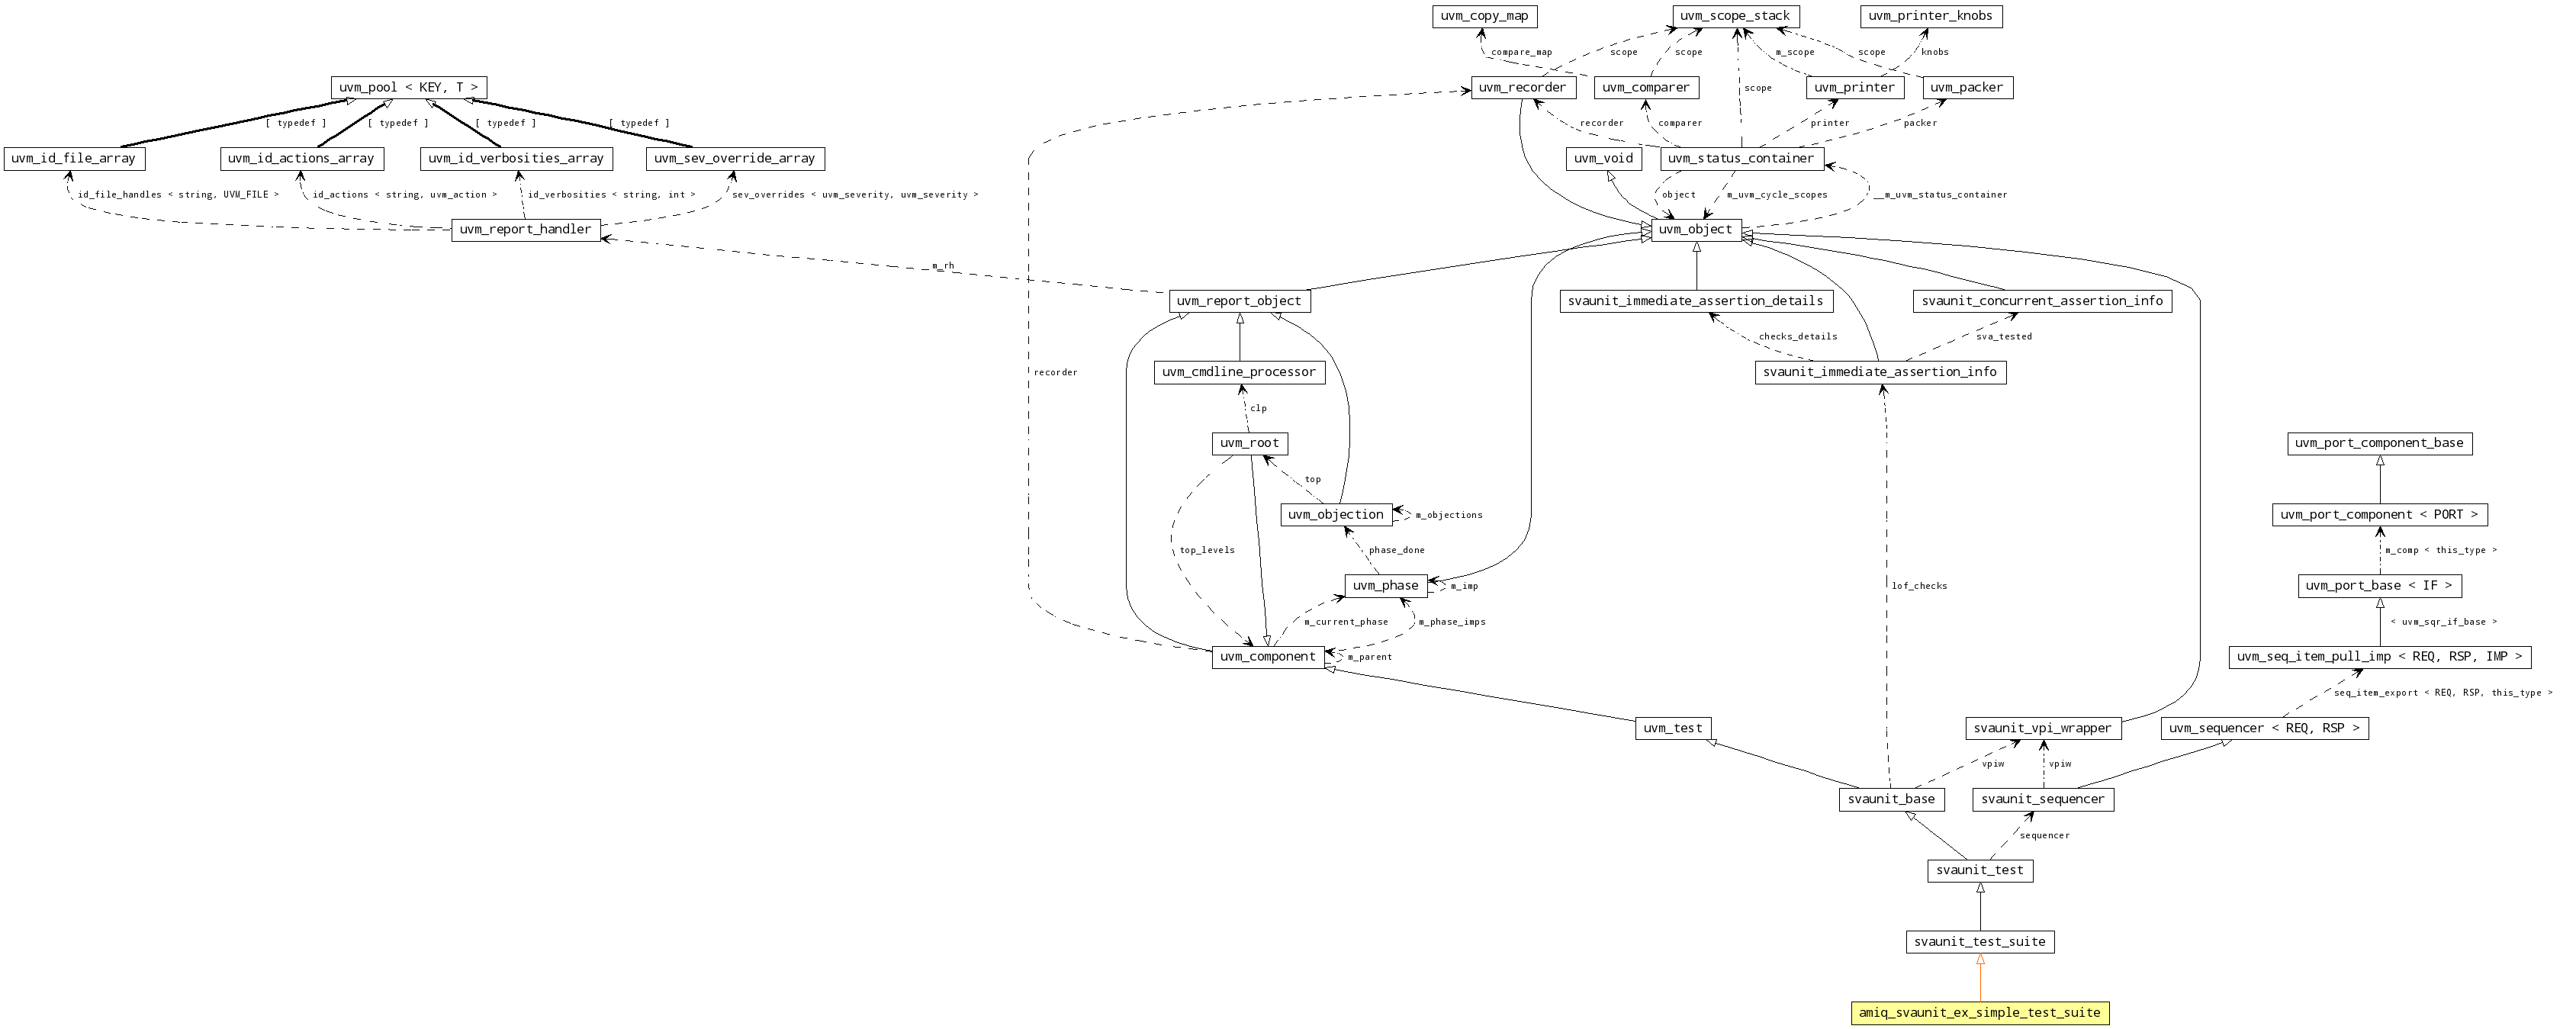 uvm_copy_map
uvm_scope_stack
uvm_printer_knobs
compare_map
scope
scope
m_scope
scope
knobs
uvm_pool < KEY, T >
uvm_recorder
uvm_comparer
scope
uvm_printer
uvm_packer
[ typedef ]
[ typedef ]
[ typedef ]
[ typedef ]
recorder
comparer
printer
packer
uvm_id_file_array
uvm_id_actions_array
uvm_id_verbosities_array
uvm_sev_override_array
uvm_void
uvm_status_container
id_file_handles < string, UVM_FILE >
id_actions < string, uvm_action >
id_verbosities < string, int >
sev_overrides < uvm_severity, uvm_severity >
object
m_uvm_cycle_scopes
__m_uvm_status_container
uvm_report_handler
uvm_object
m_rh
uvm_report_object
svaunit_immediate_assertion_details
svaunit_concurrent_assertion_info
checks_details
sva_tested
recorder
uvm_cmdline_processor
svaunit_immediate_assertion_info
clp
uvm_root
uvm_port_component_base
top
uvm_objection
m_objections
uvm_port_component < PORT >
top_levels
phase_done
m_comp < this_type >
uvm_phase
m_imp
lof_checks
uvm_port_base < IF >
m_current_phase
m_phase_imps
< uvm_sqr_if_base >
uvm_component
m_parent
uvm_seq_item_pull_imp < REQ, RSP, IMP >
seq_item_export < REQ, RSP, this_type >
uvm_test
svaunit_vpi_wrapper
uvm_sequencer < REQ, RSP >
vpiw
vpiw
svaunit_base
svaunit_sequencer
sequencer
svaunit_test
svaunit_test_suite
amiq_svaunit_ex_simple_test_suite